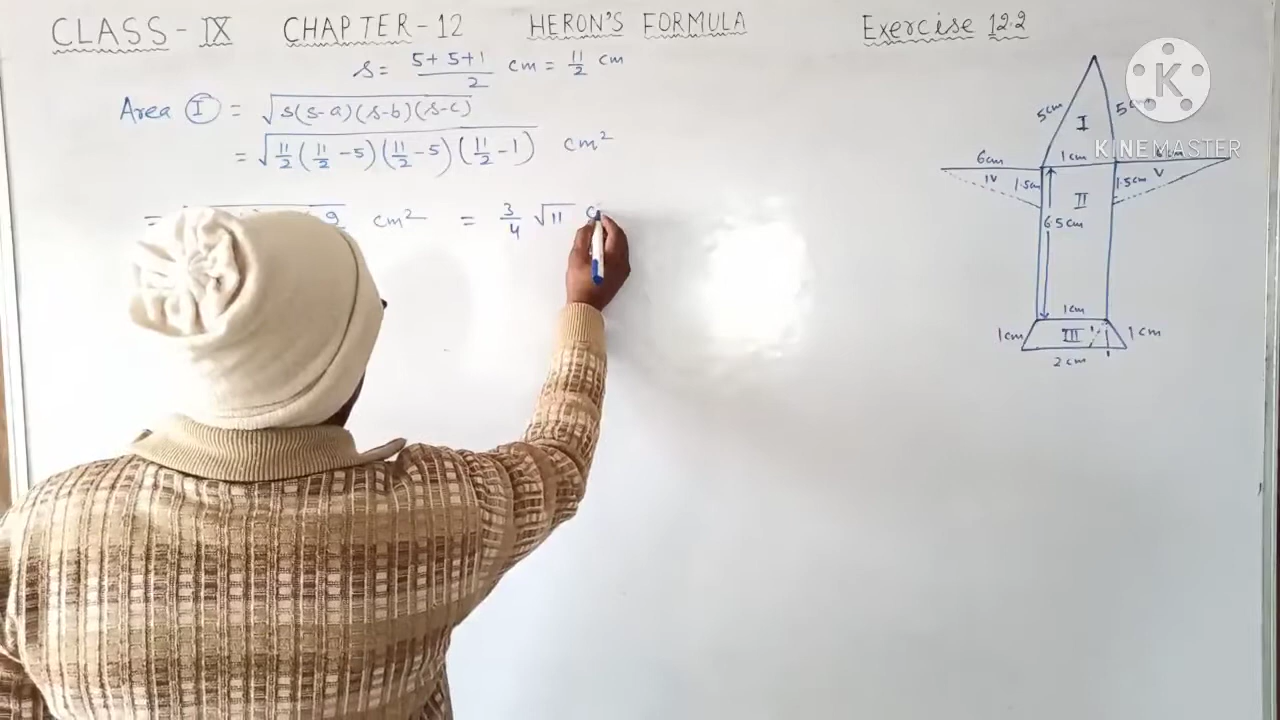 CLASS - IX CHAPTER - 12 HERON'S FORMULA Exercise 12.2
s = (5+5+1)/2 cm = 11/2 cm
Area I = √s(s-a)(s-b)(s-c)
= √11/2(11/2-5)(11/2-5)(11/2-1) cm²
= 9 cm² = 3/4 √11 c
K
KINEMASTER
5cm 5cm
I
6cm 1cm
IV 1.5cm 1.5cm V
II
6.5cm
1cm
1cm III 1cm
2cm